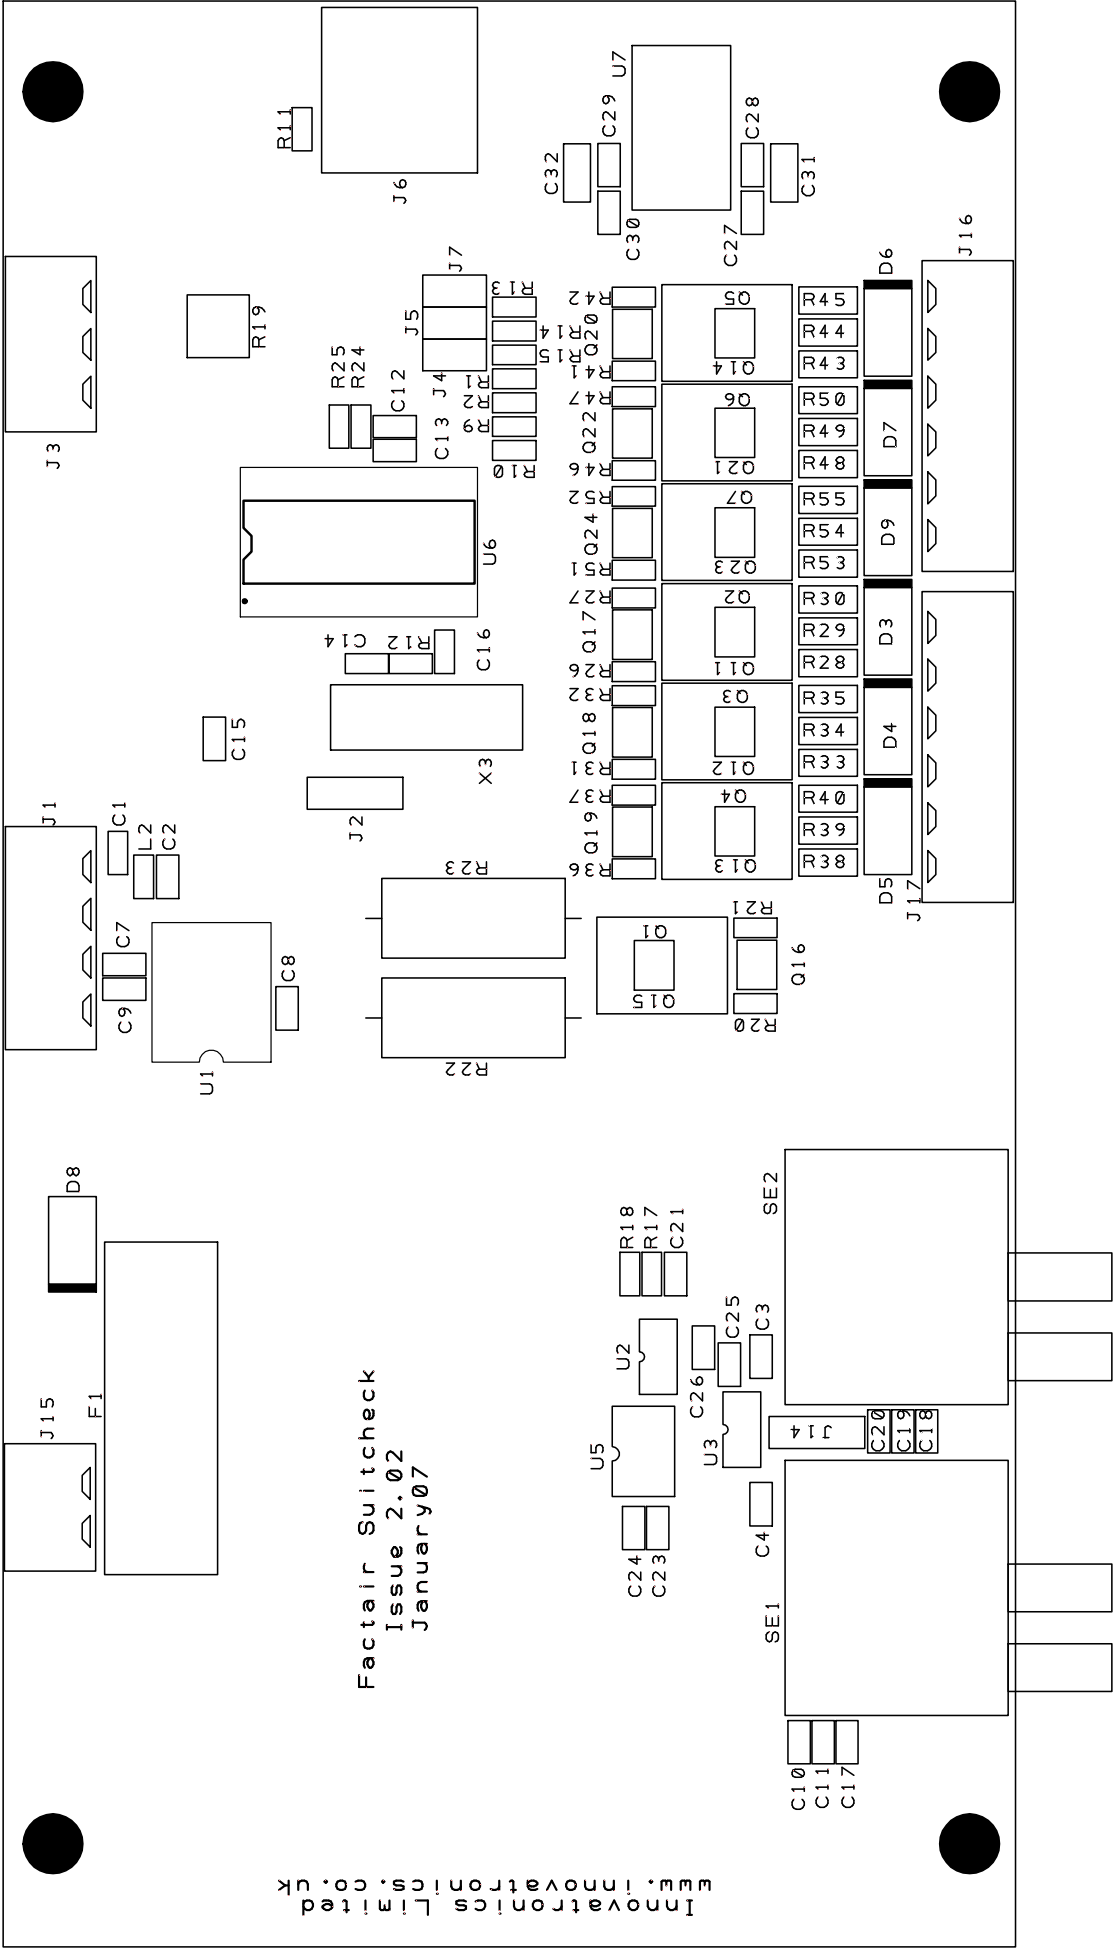 R11
J6
U7
C29
C28
C32
C31
C30
C27
J16
D6
J3
R19
J7
J5
J4
R13
R14
R15
R1
R2
R9
R10
R25
R24
C12
C13
U6
C14
R12
C16
C15
X3
J2
R42
Q20
R41
Q5
Q14
R45
R44
R43
R47
Q22
R46
Q6
Q21
R50
R49
R48
D7
R52
Q24
R51
Q7
Q23
R55
R54
R53
D9
R27
Q17
R26
Q2
Q11
R30
R29
R28
D3
R32
Q18
R31
Q3
Q12
R35
R34
R33
D4
R37
Q19
R36
Q4
Q13
R40
R39
R38
D5
J17
J1
C1
L2
C2
C7
C9
C8
U1
R23
R22
Q1
Q15
R21
Q16
R20
D8
F1
J15
R18
R17
C21
SE2
U2
C25
C3
C26
U5
U3
J14
C20
C19
C18
C24
C23
C4
SE1
C10
C11
C17
Factair Suitcheck
Issue 2.02
January07
Innovatronics Limited
www.innovatronics.co.uk